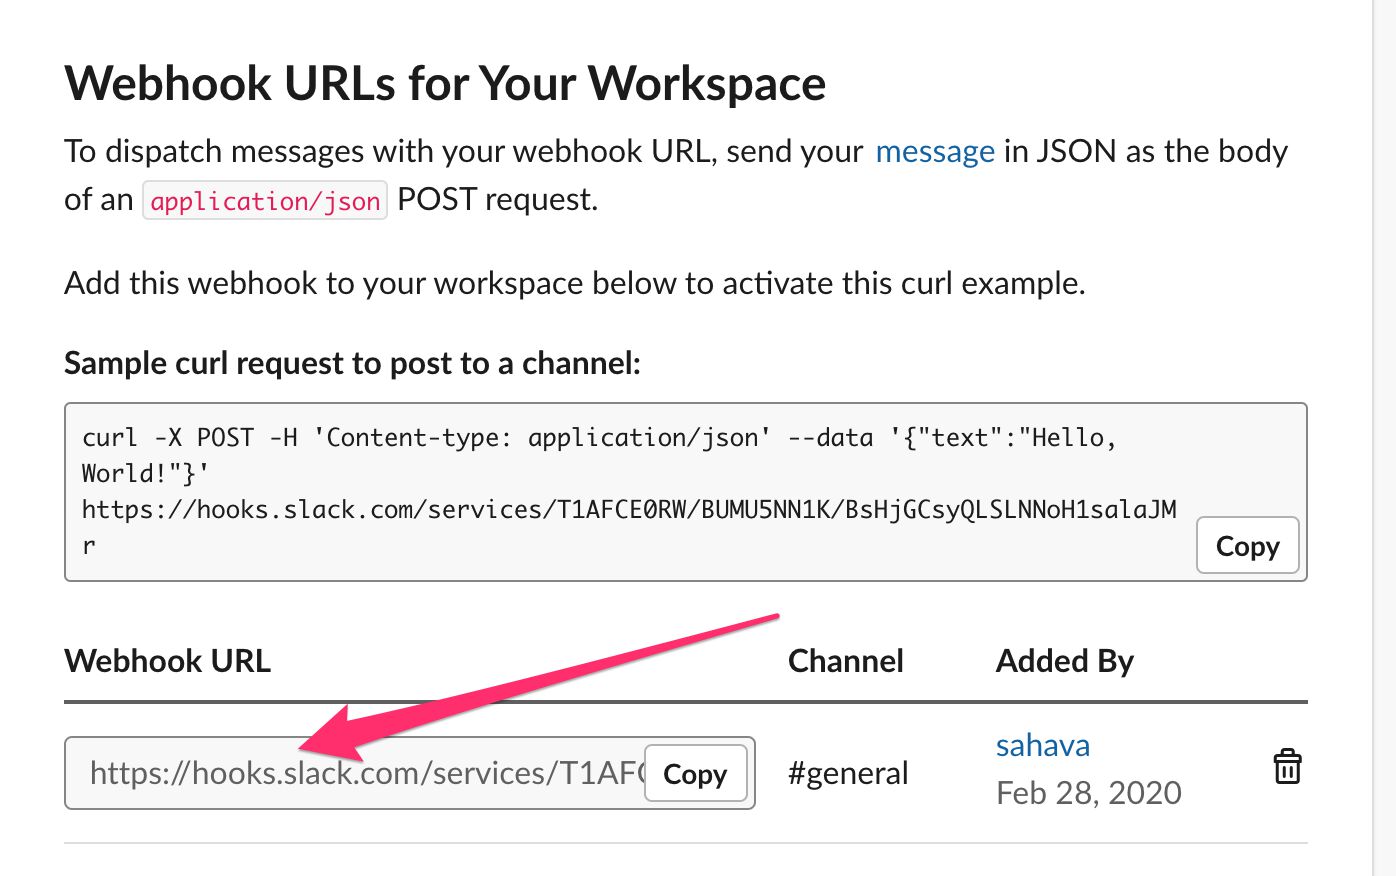 Webhook URLs for Your Workspace
To dispatch messages with your webhook URL, send your message in JSON as the body
of an application/json POST request.
Add this webhook to your workspace below to activate this curl example.
Sample curl request to post to a channel:
curl -X POST -H 'Content-type: application/json' --data '{"text":"Hello,
World!"}'
https://hooks.slack.com/services/T1AFCE0RW/BUMU5NN1K/BsHjGCsyQLSLNNoH1salaJM
r
Copy
Webhook URL Channel Added By
https://hooks.slack.com/services/T1AF Copy #general sahava
Feb 28, 2020